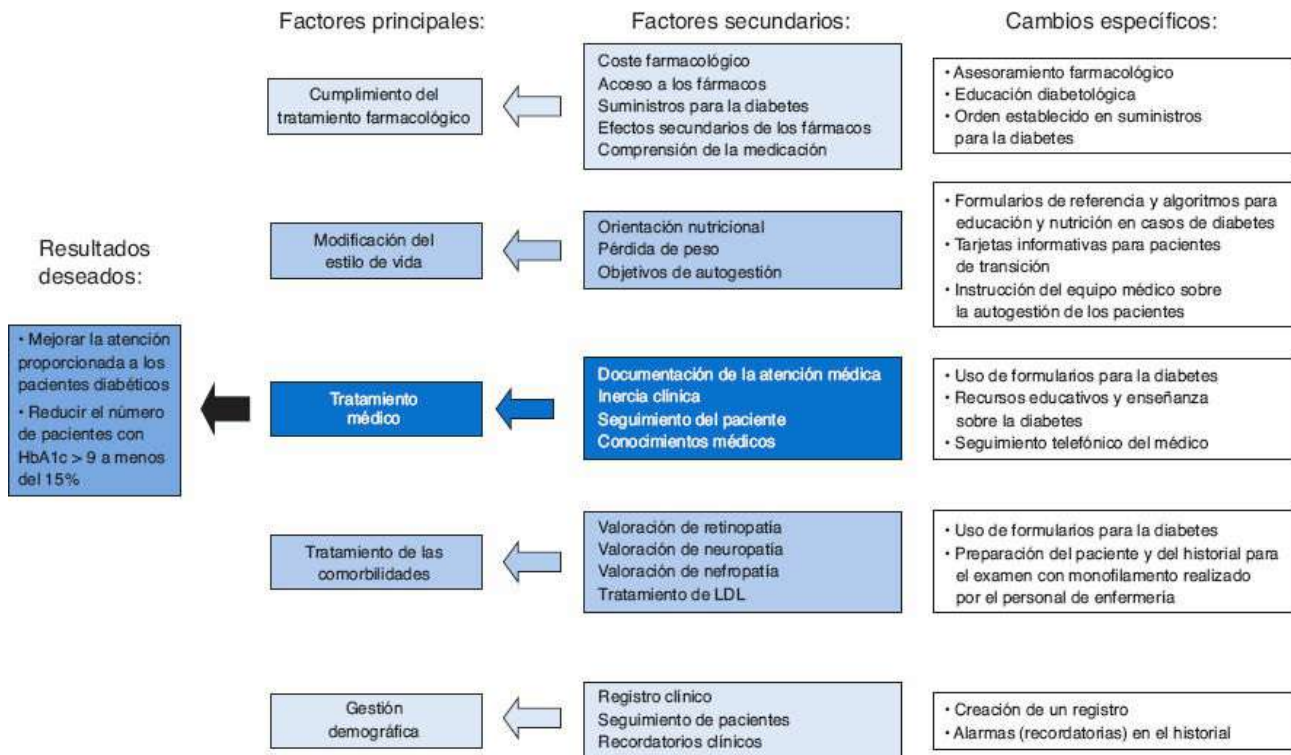 Factores principales:
Factores secundarios:
Cambios específicos:
Cumplimiento del
tratamiento farmacológico
Coste farmacológico
Acceso a los fármacos
Suministros para la diabetes
Efectos secundarios de los fármacos
Comprensión de la medicación
• Asesoramiento farmacológico
• Educación diabetológica
• Orden establecido en suministros
para la diabetes
Resultados
deseados:
Modificación del
estilo de vida
Orientación nutricional
Pérdida de peso
Objetivos de autogestión
• Formularios de referencia y algoritmos para
educación y nutrición en casos de diabetes
• Tarjetas informativas para pacientes
de transición
• Instrucción del equipo médico sobre
la autogestión de los pacientes
• Mejorar la atención
proporcionada a los
pacientes diabéticos
• Reducir el número
de pacientes con
HbA1c > 9 a menos
del 15%
Tratamiento
médico
Documentación de la atención médica
Inercia clínica
Seguimiento del paciente
Conocimientos médicos
• Uso de formularios para la diabetes
• Recursos educativos y enseñanza
sobre la diabetes
• Seguimiento telefónico del médico
Tratamiento de las
comorbilidades
Valoración de retinopatía
Valoración de neuropatía
Valoración de nefropatía
Tratamiento de LDL
• Uso de formularios para la diabetes
• Preparación del paciente y del historial para
el examen con monofilamento realizado
por el personal de enfermería
Gestión
demográfica
Registro clínico
Seguimiento de pacientes
Recordatorios clínicos
• Creación de un registro
• Alarmas (recordatorias) en el historial